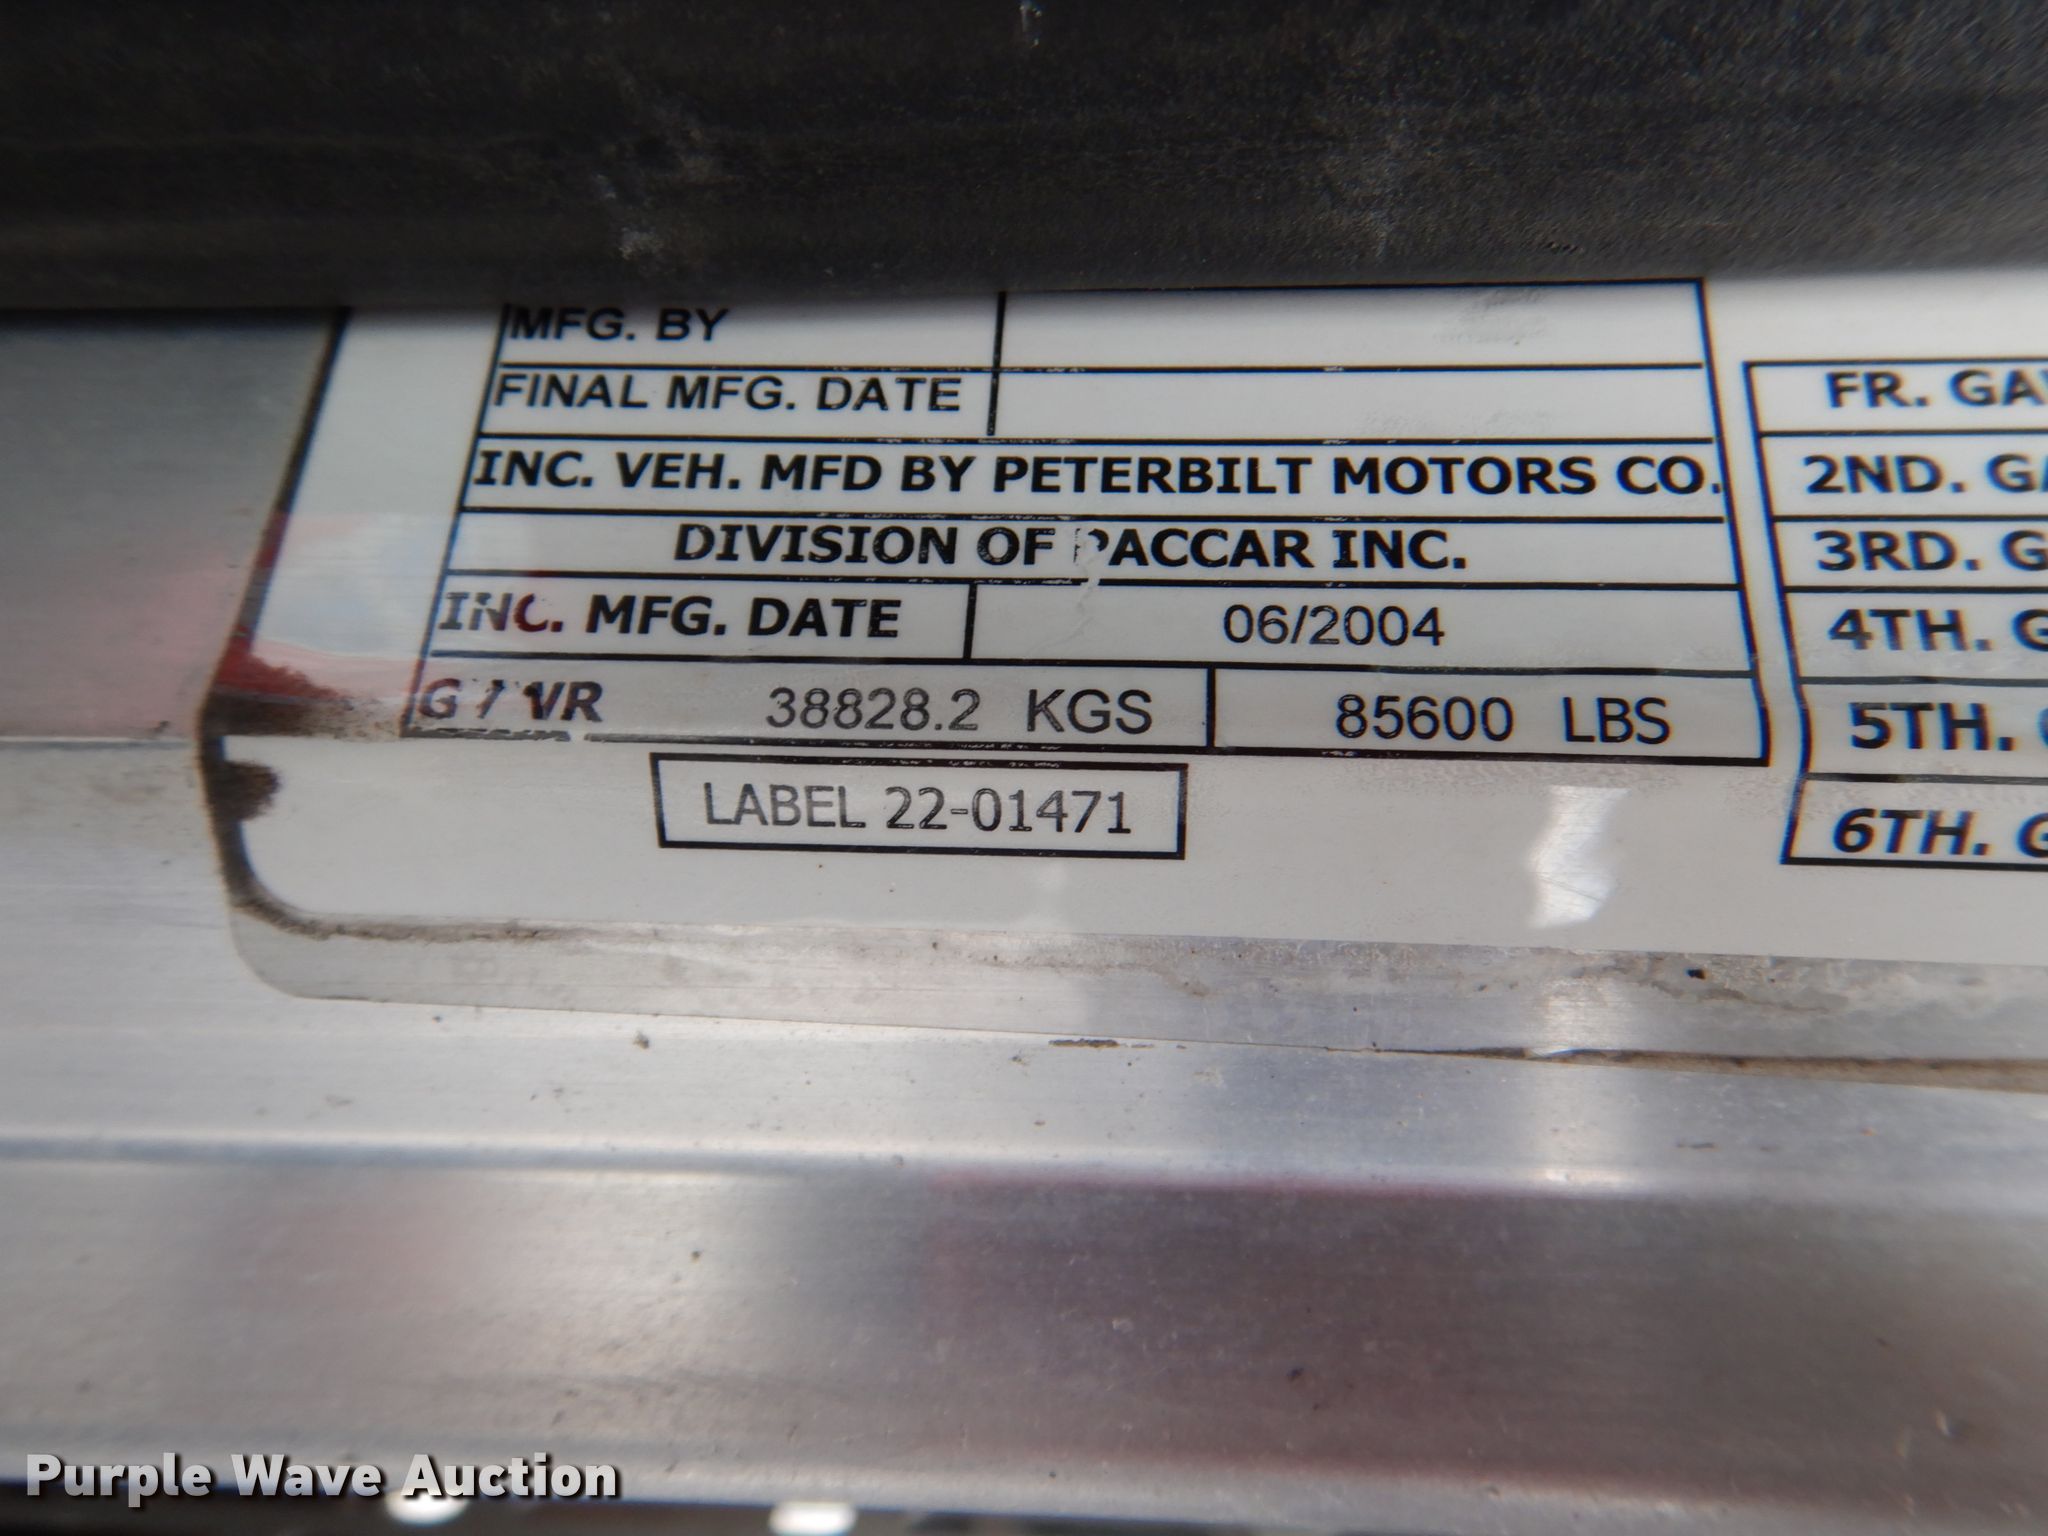 MFG. BY
FINAL MFG. DATE
INC. VEH. MFD BY PETERBILT MOTORS CO.
DIVISION OF PACCAR INC.
INC. MFG. DATE 06/2004
GVWR 38828.2 KGS 85600 LBS
LABEL 22-01471
FR.
2ND.
3RD.
4TH.
5TH.
6TH.
Purple Wave Auction